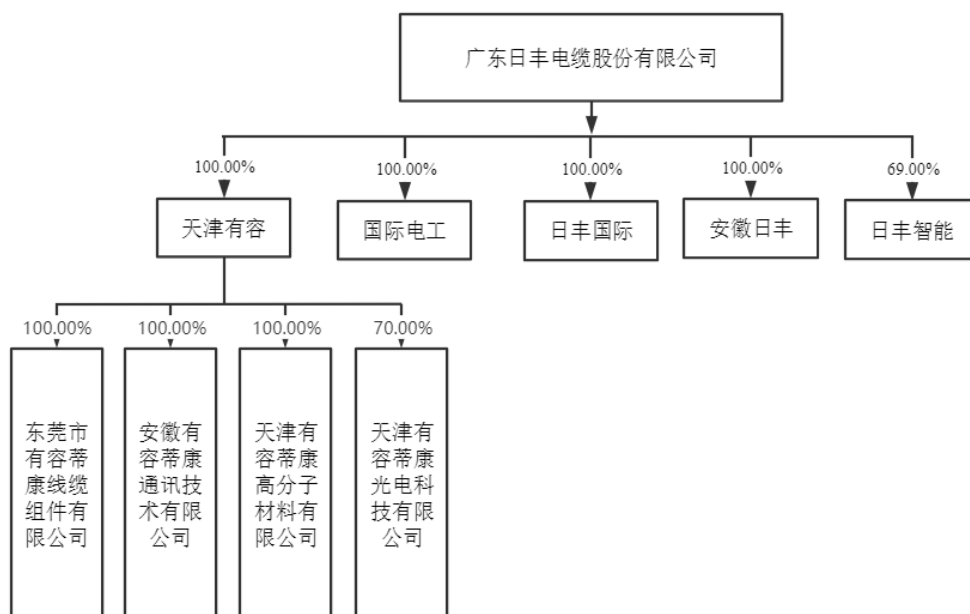 广东日丰电缆股份有限公司
100.00%
100.00%
100.00%
100.00%
69.00%
天津有容
国际电工
日丰国际
安徽日丰
日丰智能
100.00%
100.00%
100.00%
70.00%
东莞市
有容蒂
康线缆
组件有
限公司
安徽有
容蒂康
通讯技
术有限
公司
天津有
容蒂康
高分子
材料有
限公司
天津有
容蒂康
光电科
技有限
公司